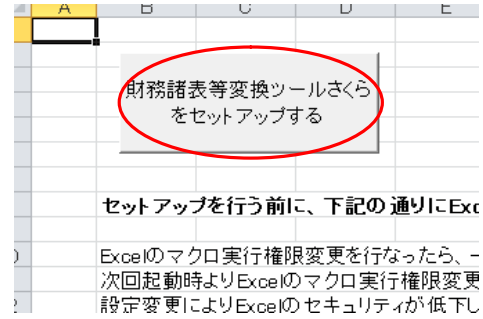 A B C D E
財務諸表等変換ツールさくら
をセットアップする
セットアップを行う前に、下記の通りにExc
Excelのマクロ実行権限変更を行なったら、一
次回起動時よりExcelのマクロ実行権限変更
設定変更によりExcelのセキュリティが低下し